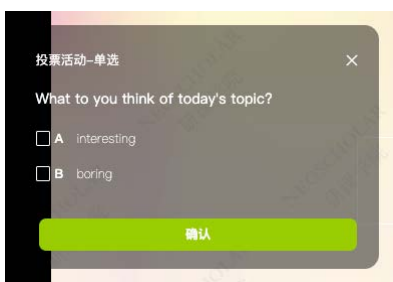 投票活动-单选
What to you think of today's topic?
A interesting
B boring
确认